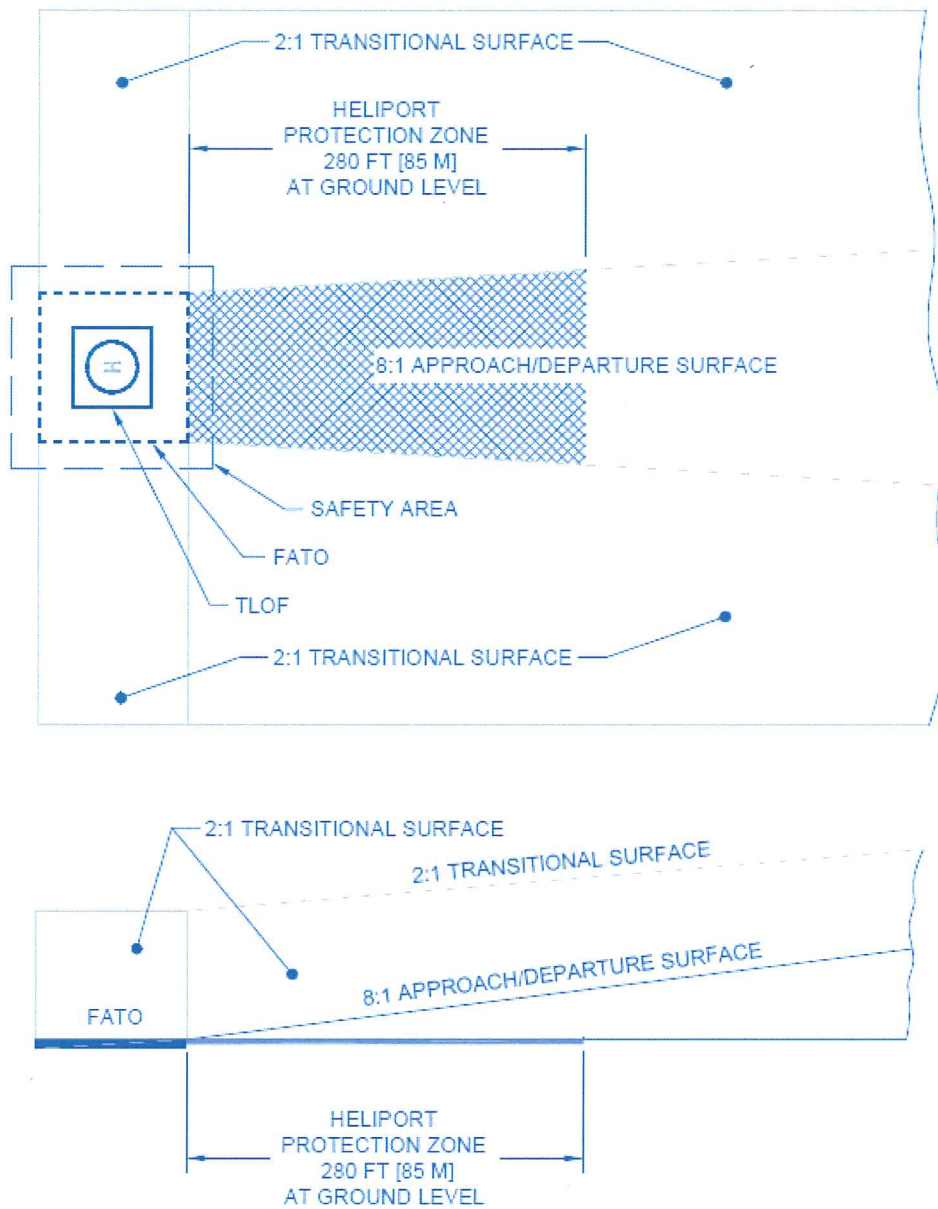 2:1 TRANSITIONAL SURFACE
HELIPORT
PROTECTION ZONE
280 FT [85 M]
AT GROUND LEVEL
H
8:1 APPROACH/DEPARTURE SURFACE
SAFETY AREA
FATO
TLOF
2:1 TRANSITIONAL SURFACE
2:1 TRANSITIONAL SURFACE
2:1 TRANSITIONAL SURFACE
8:1 APPROACH/DEPARTURE SURFACE
FATO
HELIPORT
PROTECTION ZONE
280 FT [85 M]
AT GROUND LEVEL